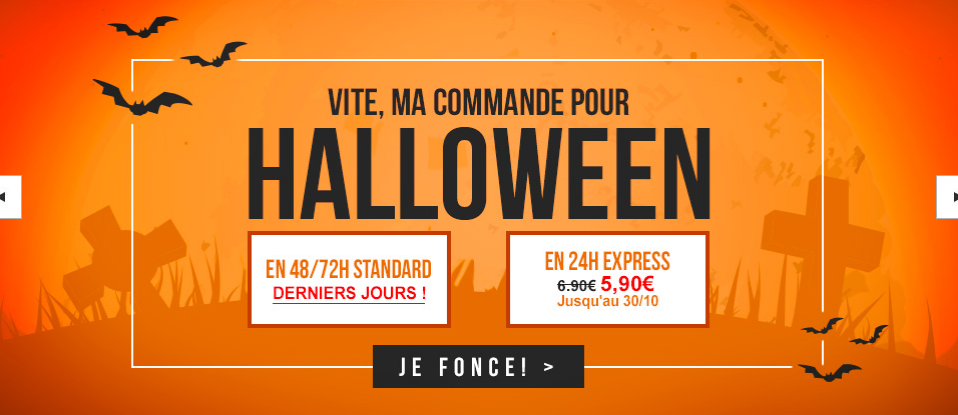 VITE, MA COMMANDE POUR
HALLOWEEN
EN 48/72H STANDARD
DERNIERS JOURS !
EN 24H EXPRESS
6.90€ 5,90€
Jusqu'au 30/10
JE FONCE! >